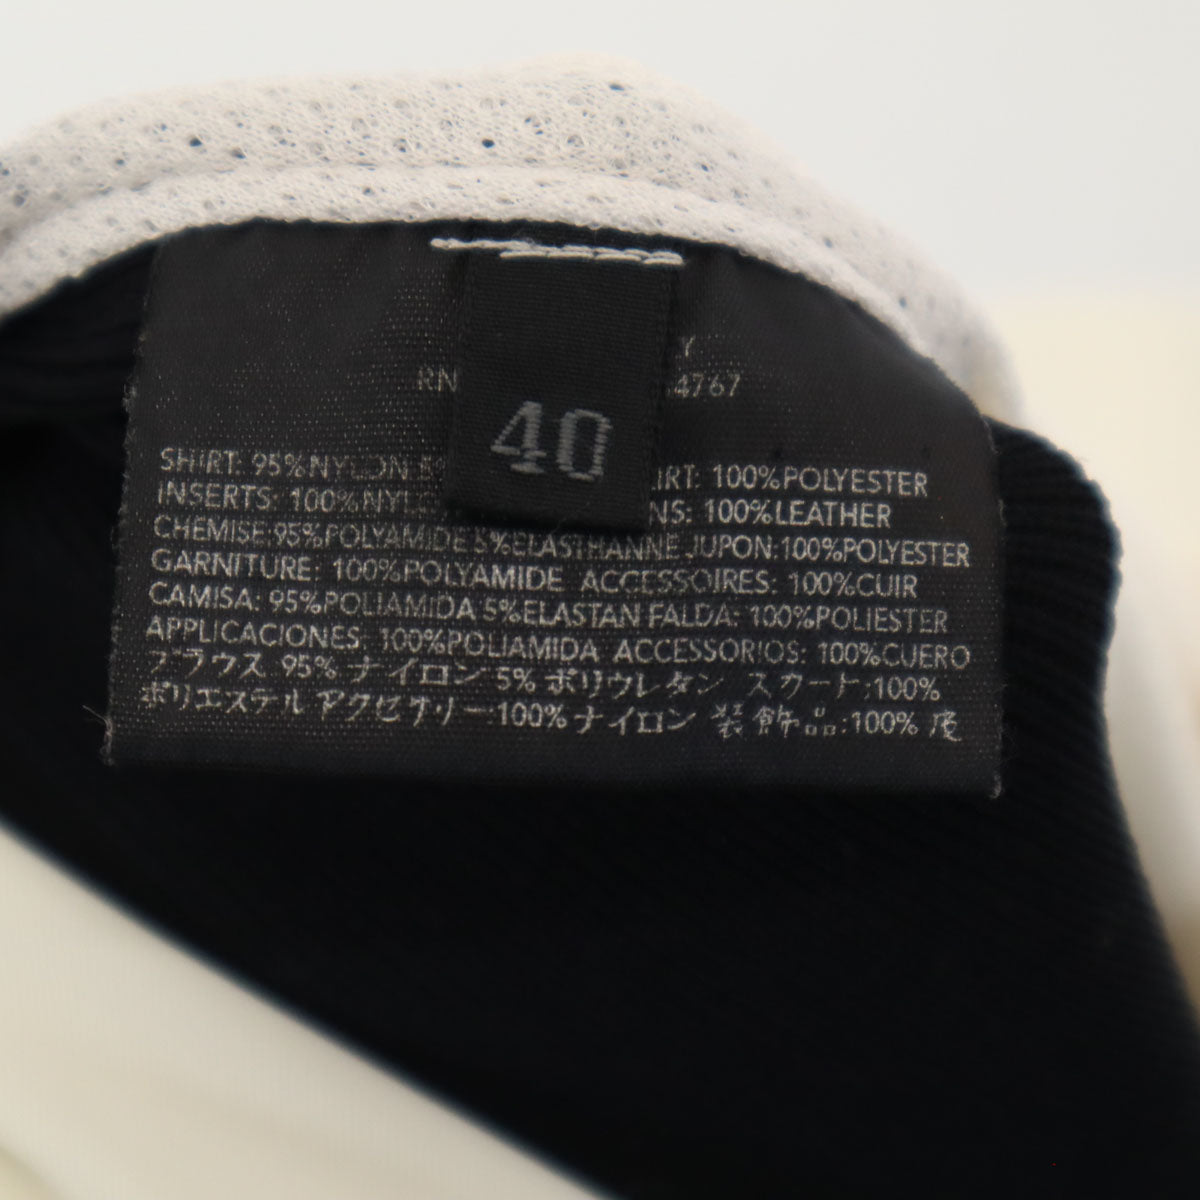 Y
RN 4767
40
SHIRT: 95%NYLON 5% IRT: 100%POLYESTER
INSERTS: 100%NYL NS: 100%LEATHER
CHEMISE:95%POLYAMIDE 5%ELASTHANNE JUPON:100%POLYESTER
GARNITURE: 100%POLYAMIDE ACCESSOIRES: 100%CUIR
CAMISA: 95%POLIAMIDA 5%ELASTAN FALDA: 100%POLIESTER
APPLICACIONES: 100%POLIAMIDA ACCESSORIOS: 100%CUERO
ブラウス 95% ナイロン 5% ポリウレタン スカーナ:100%
ポリエステル アクセサリー:100%ナイロン 装飾品:100% 皮